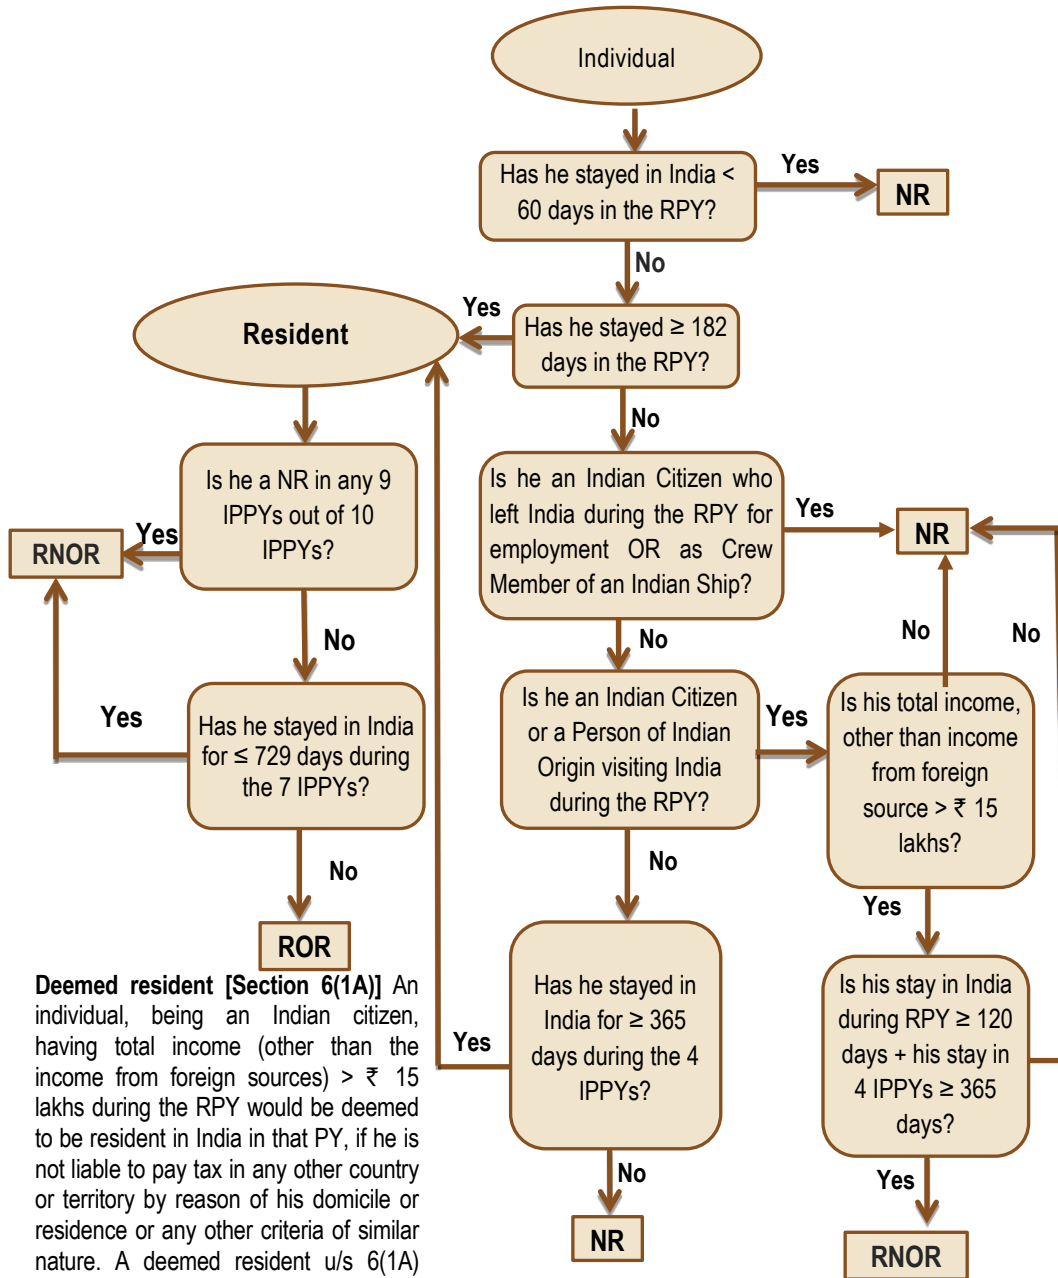 Individual
Has he stayed in India <
60 days in the RPY?
Yes
NR
No
Has he stayed ≥ 182
days in the RPY?
Yes
Resident
No
Is he a NR in any 9
IPPYs out of 10
IPPYs?
Yes
RNOR
No
Has he stayed in India
for ≤ 729 days during
the 7 IPPYs?
Yes
No
ROR
Is he an Indian Citizen who
left India during the RPY for
employment OR as Crew
Member of an Indian Ship?
Yes
NR
No
Is he an Indian Citizen
or a Person of Indian
Origin visiting India
during the RPY?
Yes
Is his total income,
other than income
from foreign
source > ₹ 15
lakhs?
No
No
Yes
Is his stay in India
during RPY ≥ 120
days + his stay in
4 IPPYs ≥ 365
days?
Yes
RNOR
No
Has he stayed in
India for ≥ 365
days during the 4
IPPYs?
Yes
No
NR
Deemed resident [Section 6(1A)] An
individual, being an Indian citizen,
having total income (other than the
income from foreign sources) > ₹ 15
lakhs during the RPY would be deemed
to be resident in India in that PY, if he is
not liable to pay tax in any other country
or territory by reason of his domicile or
residence or any other criteria of similar
nature. A deemed resident u/s 6(1A)